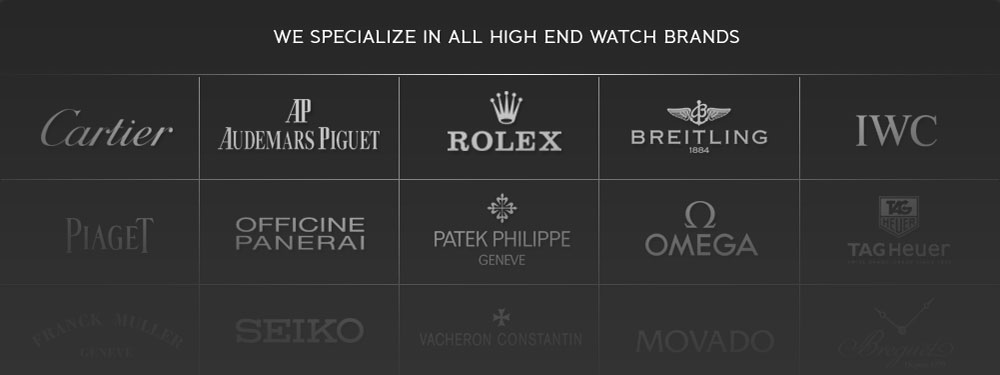 WE SPECIALIZE IN ALL HIGH END WATCH BRANDS
Cartier
AP
AUDEMARS PIGUET
ROLEX
B
BREITLING
1884
IWC
PIAGET
OFFICINE
PANERAI
PATEK PHILIPPE
GENEVE
Ω
OMEGA
TAG
HEUER
TAGHeuer
FRANCK MULLER
GENEVE
SEIKO
VACHERON CONSTANTIN
MOVADO
Breguet